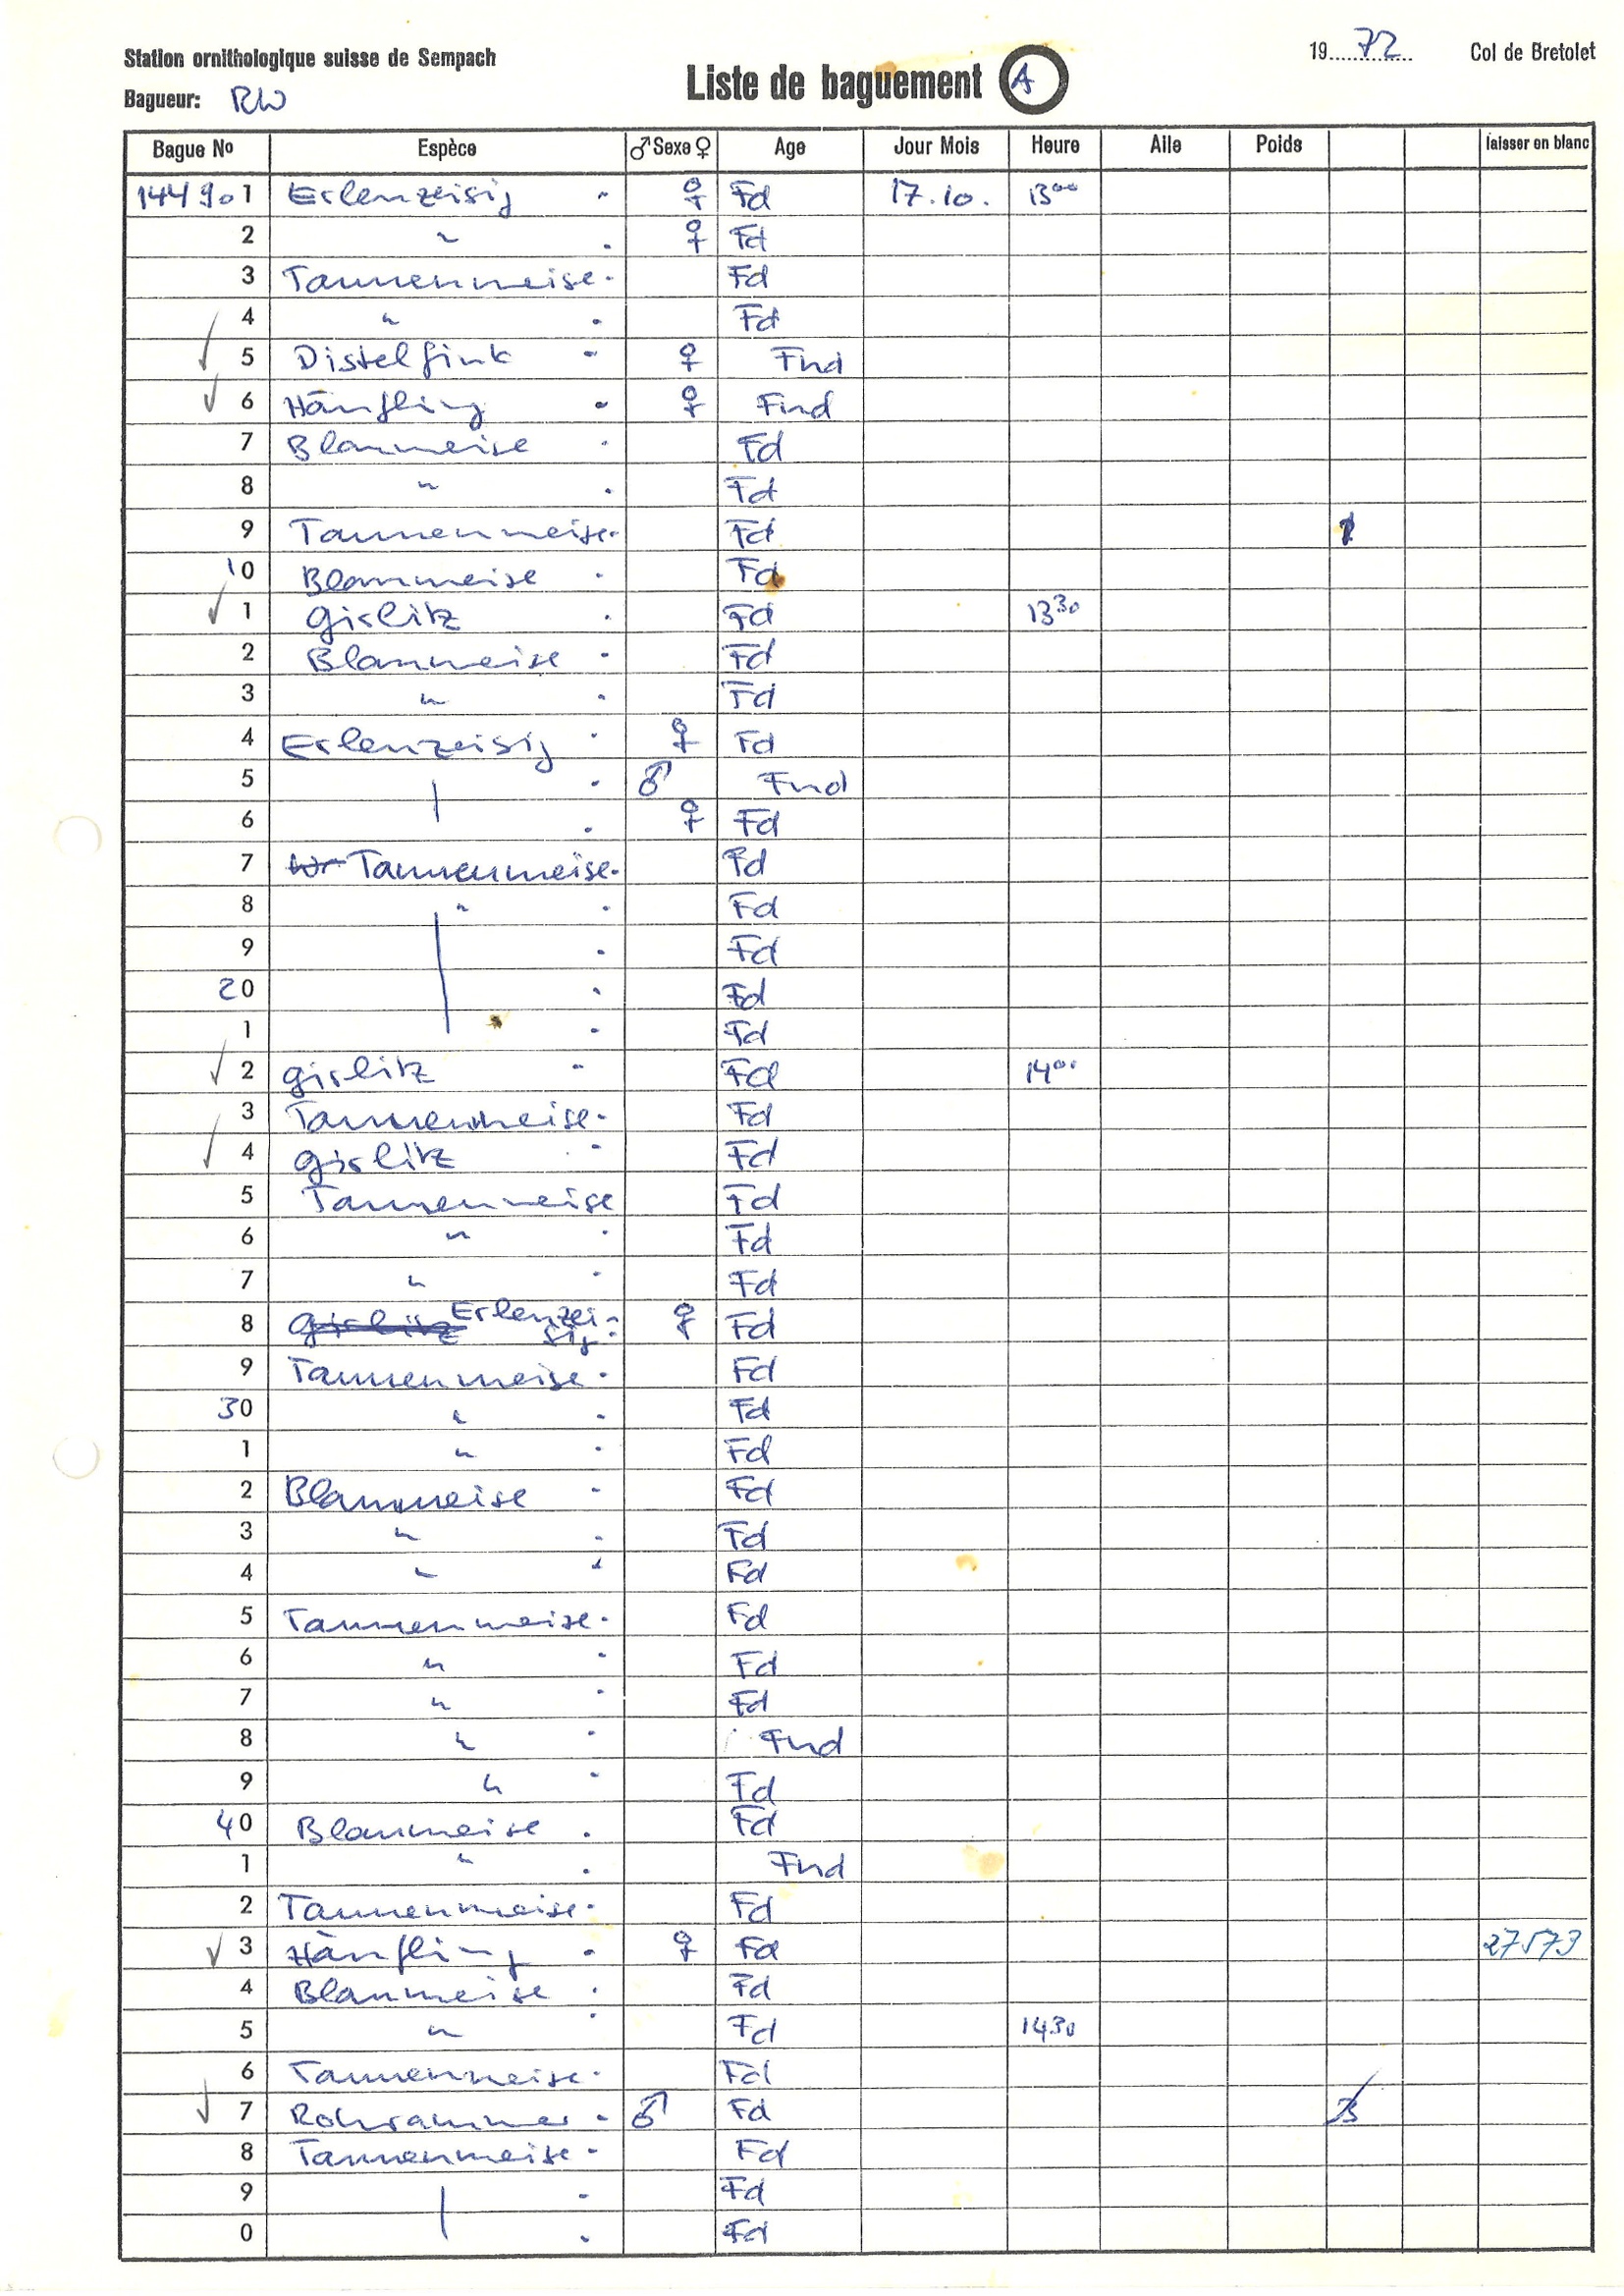 Station ornithologique suisse de Sempach
19 72 Col de Bretolet
Liste de baguement A
Bagueur: RW
Bague No Espèce ♂ Sexe ♀ Age Jour Mois Heure Aile Poids laisser en blanc
144901 Erlenzeisig - ♀ Fd 17.10. 13⁰⁰
2 " . ♀ Fd
3 Tannenmeise. Fd
4 " . Fd
5 Distelfink - ♀ Fnd
6 Hänfling - ♀ Fnd
7 Blaumeise . Fd
8 " . Fd
9 Tannenmeise. Fd
10 Blaumeise . Fd
1 Girlitz . Fd 13³⁰
2 Blaumeise . Fd
3 " . Fd
4 Erlenzeisig . ♀ Fd
5 | . ♂ Fnd
6 . ♀ Fd
7 Tannenmeise. Fd
8 " . Fd
9 | . Fd
20 . Fd
1 . Fd
2 Girlitz - Fd 14⁰⁰
3 Tannenmeise. Fd
4 Girlitz - Fd
5 Tannenmeise Fd
6 " . Fd
7 " . Fd
8 Girlitz Erlenzei-
sig. ♀ Fd
9 Tannenmeise. Fd
30 " . Fd
1 " . Fd
2 Blaumeise . Fd
3 " . Fd
4 " . Fd
5 Tannenmeise. Fd
6 " . Fd
7 " . Fd
8 " . Fnd
9 " . Fd
40 Blaumeise . Fd
1 " . Fnd
2 Tannenmeise. Fd
3 Hänfling . ♀ Fd 27573
4 Blaumeise . Fd
5 " . Fd 1430
6 Tannenmeise. Fd
7 Rohrammer . ♂ Fd
8 Tannenmeise - Fd
9 | - Fd
0 . Fd